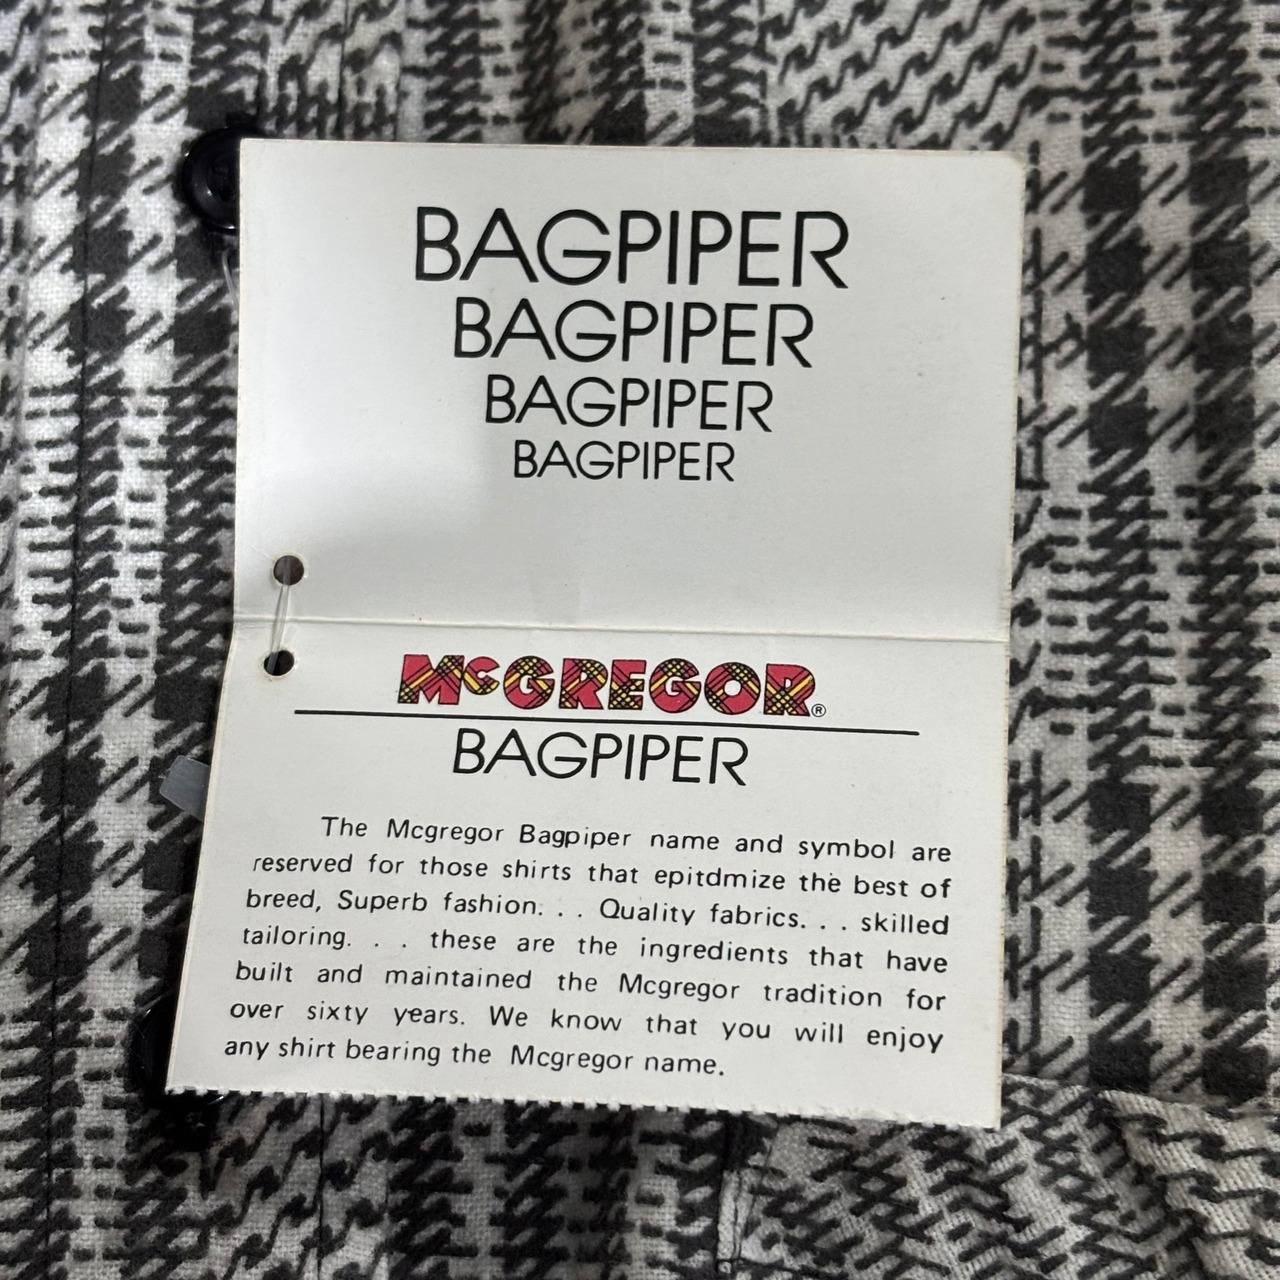 BAGPIPER
BAGPIPER
BAGPIPER
BAGPIPER
McGREGOR®
BAGPIPER
The Mcgregor Bagpiper name and symbol are
reserved for those shirts that epitdmize the best of
breed, Superb fashion. . . Quality fabrics. . . skilled
tailoring. . . these are the ingredients that have
built and maintained the Mcgregor tradition for
over sixty years. We know that you will enjoy
any shirt bearing the Mcgregor name.